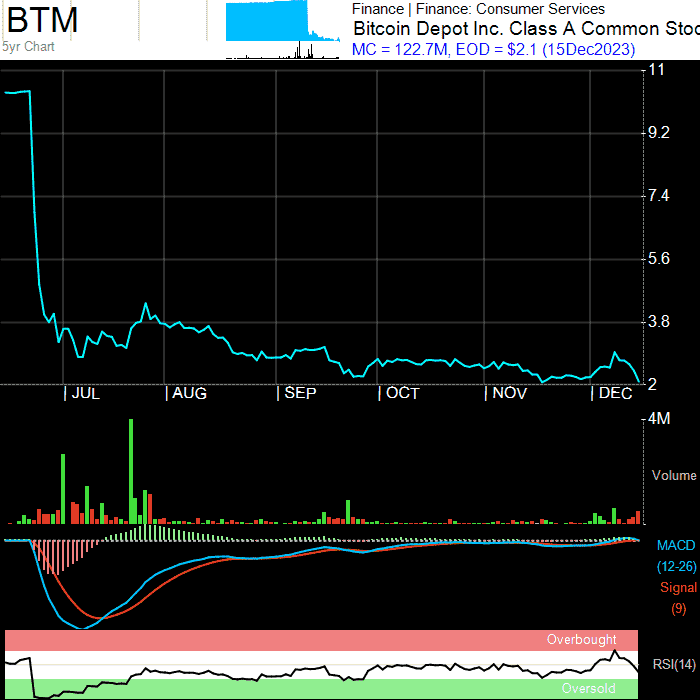 BTM
5yr Chart
Finance | Finance: Consumer Services
Bitcoin Depot Inc. Class A Common Stoc
MC = 122.7M, EOD = $2.1 (15Dec2023)
11
9.2
7.4
5.6
3.8
2
| JUL | AUG | SEP | OCT | NOV | DEC
4M
Volume
MACD
(12-26)
Signal
(9)
Overbought
RSI(14)
Oversold